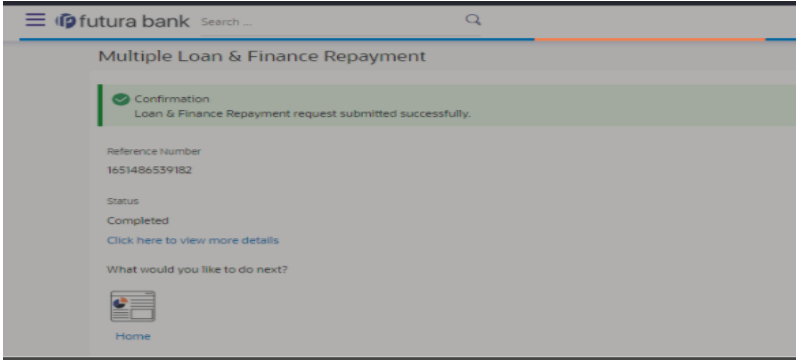 futura bank Search ...
Multiple Loan & Finance Repayment
Confirmation
Loan & Finance Repayment request submitted successfully.
Reference Number
1651486539182
Status
Completed
Click here to view more details
What would you like to do next?
Home